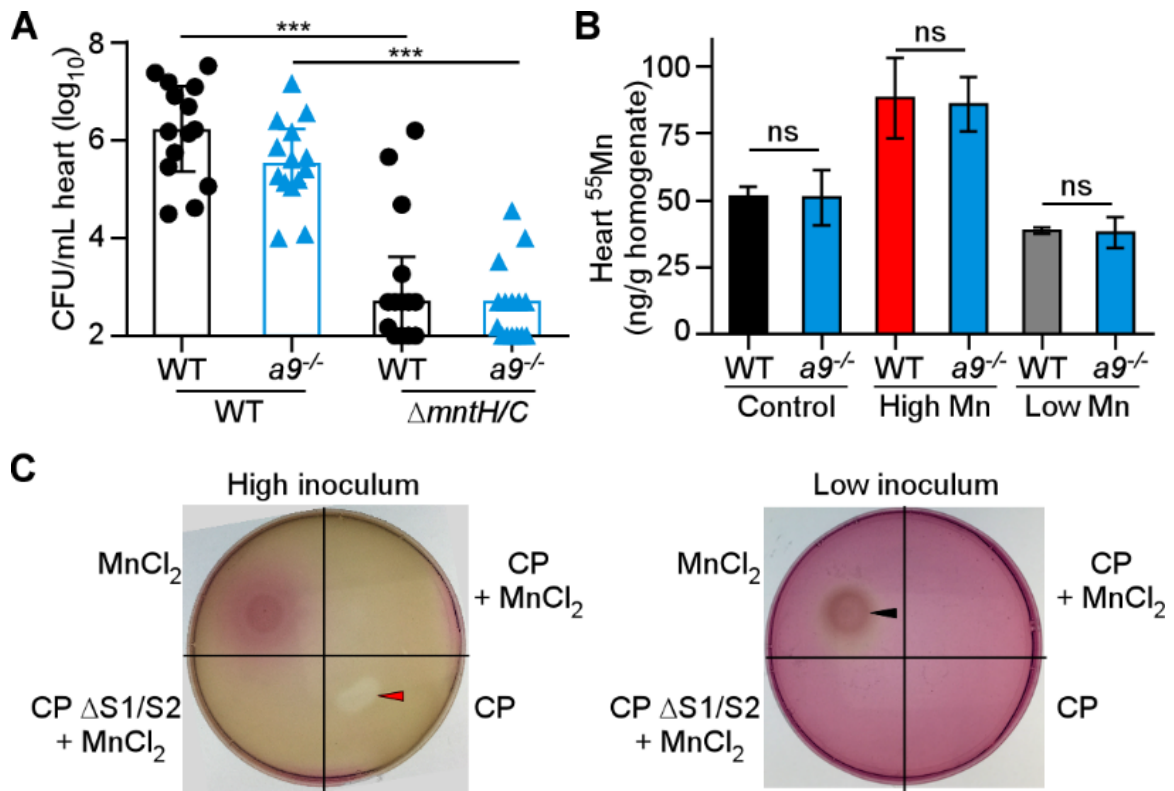 A
CFU/mL heart (log10)
8
6
4
2
***
***
WT
a9-/-
WT
a9-/-
WT
ΔmntH/C
B
Heart 55Mn
(ng/g homogenate)
100
75
50
25
0
ns
ns
ns
WT
a9-/-
WT
a9-/-
WT
a9-/-
Control
High Mn
Low Mn
C
High inoculum
MnCl2
CP
+ MnCl2
CP ΔS1/S2
+ MnCl2
CP
Low inoculum
MnCl2
CP
+ MnCl2
CP ΔS1/S2
+ MnCl2
CP